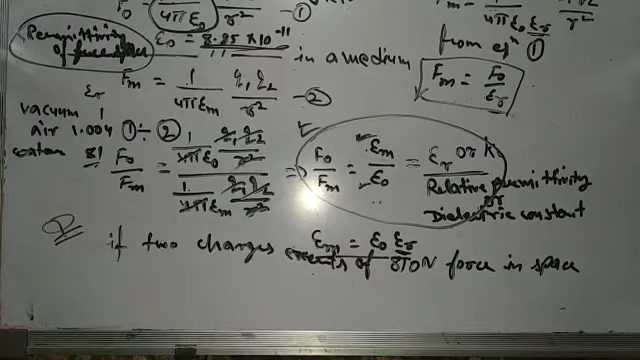 F₀ 1/4πε₀ r² — ①
Permittivity of free space ε₀ = 8.85 × 10⁻¹¹
in a medium
Fₘ = 1/4πεₘ q₁q₂/r² — ②
εᵣ
vacuum 1
air 1.004
water 81
① ÷ ②
F₀/Fₘ = (1/4πε₀ q₁q₂/r²)/(1/4πεₘ q₁q₂/r²) = F₀/Fₘ = εₘ/ε₀ = εᵣ or K
Relative permittivity
or
Dielectric constant
Fₘ = 1/4πε₀εᵣ r²
from eqⁿ ①
Fₘ = F₀/εᵣ
εₘ = ε₀ εᵣ
if two charges of force in space